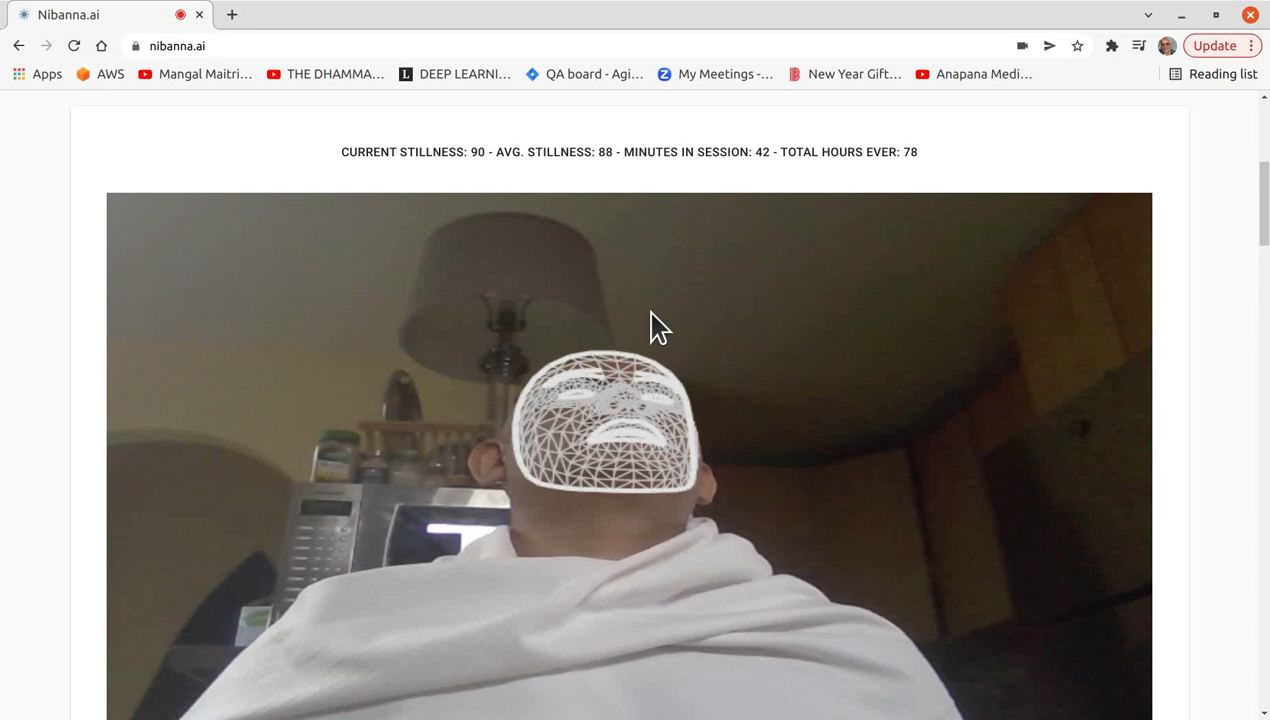 Nibanna.ai
nibanna.ai
Update
Apps AWS Mangal Maitri... THE DHAMMA... L DEEP LEARNI... QA board - Agi... Z My Meetings -... B New Year Gift... Anapana Medi... Reading list
CURRENT STILLNESS: 90 - AVG. STILLNESS: 88 - MINUTES IN SESSION: 42 - TOTAL HOURS EVER: 78